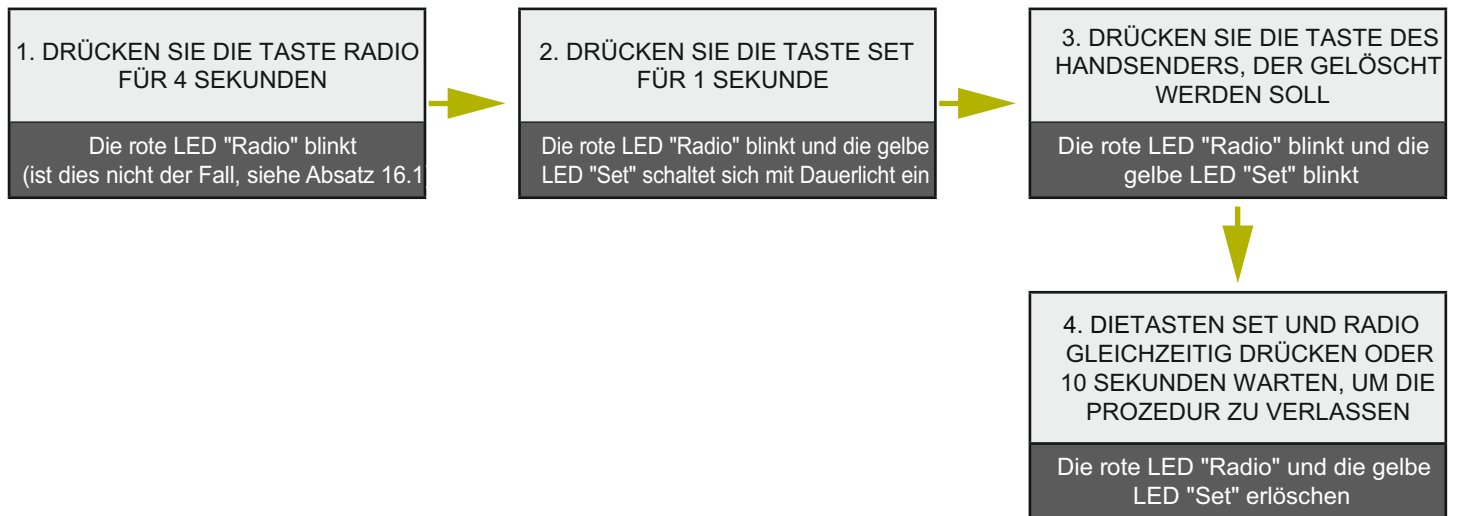 1. DRÜCKEN SIE DIE TASTE RADIO
FÜR 4 SEKUNDEN
Die rote LED "Radio" blinkt
(ist dies nicht der Fall, siehe Absatz 16.1
2. DRÜCKEN SIE DIE TASTE SET
FÜR 1 SEKUNDE
Die rote LED "Radio" blinkt und die gelbe
LED "Set" schaltet sich mit Dauerlicht ein
3. DRÜCKEN SIE DIE TASTE DES
HANDSENDERS, DER GELÖSCHT
WERDEN SOLL
Die rote LED "Radio" blinkt und die
gelbe LED "Set" blinkt
4. DIETASTEN SET UND RADIO
GLEICHZEITIG DRÜCKEN ODER
10 SEKUNDEN WARTEN, UM DIE
PROZEDUR ZU VERLASSEN
Die rote LED "Radio" und die gelbe
LED "Set" erlöschen